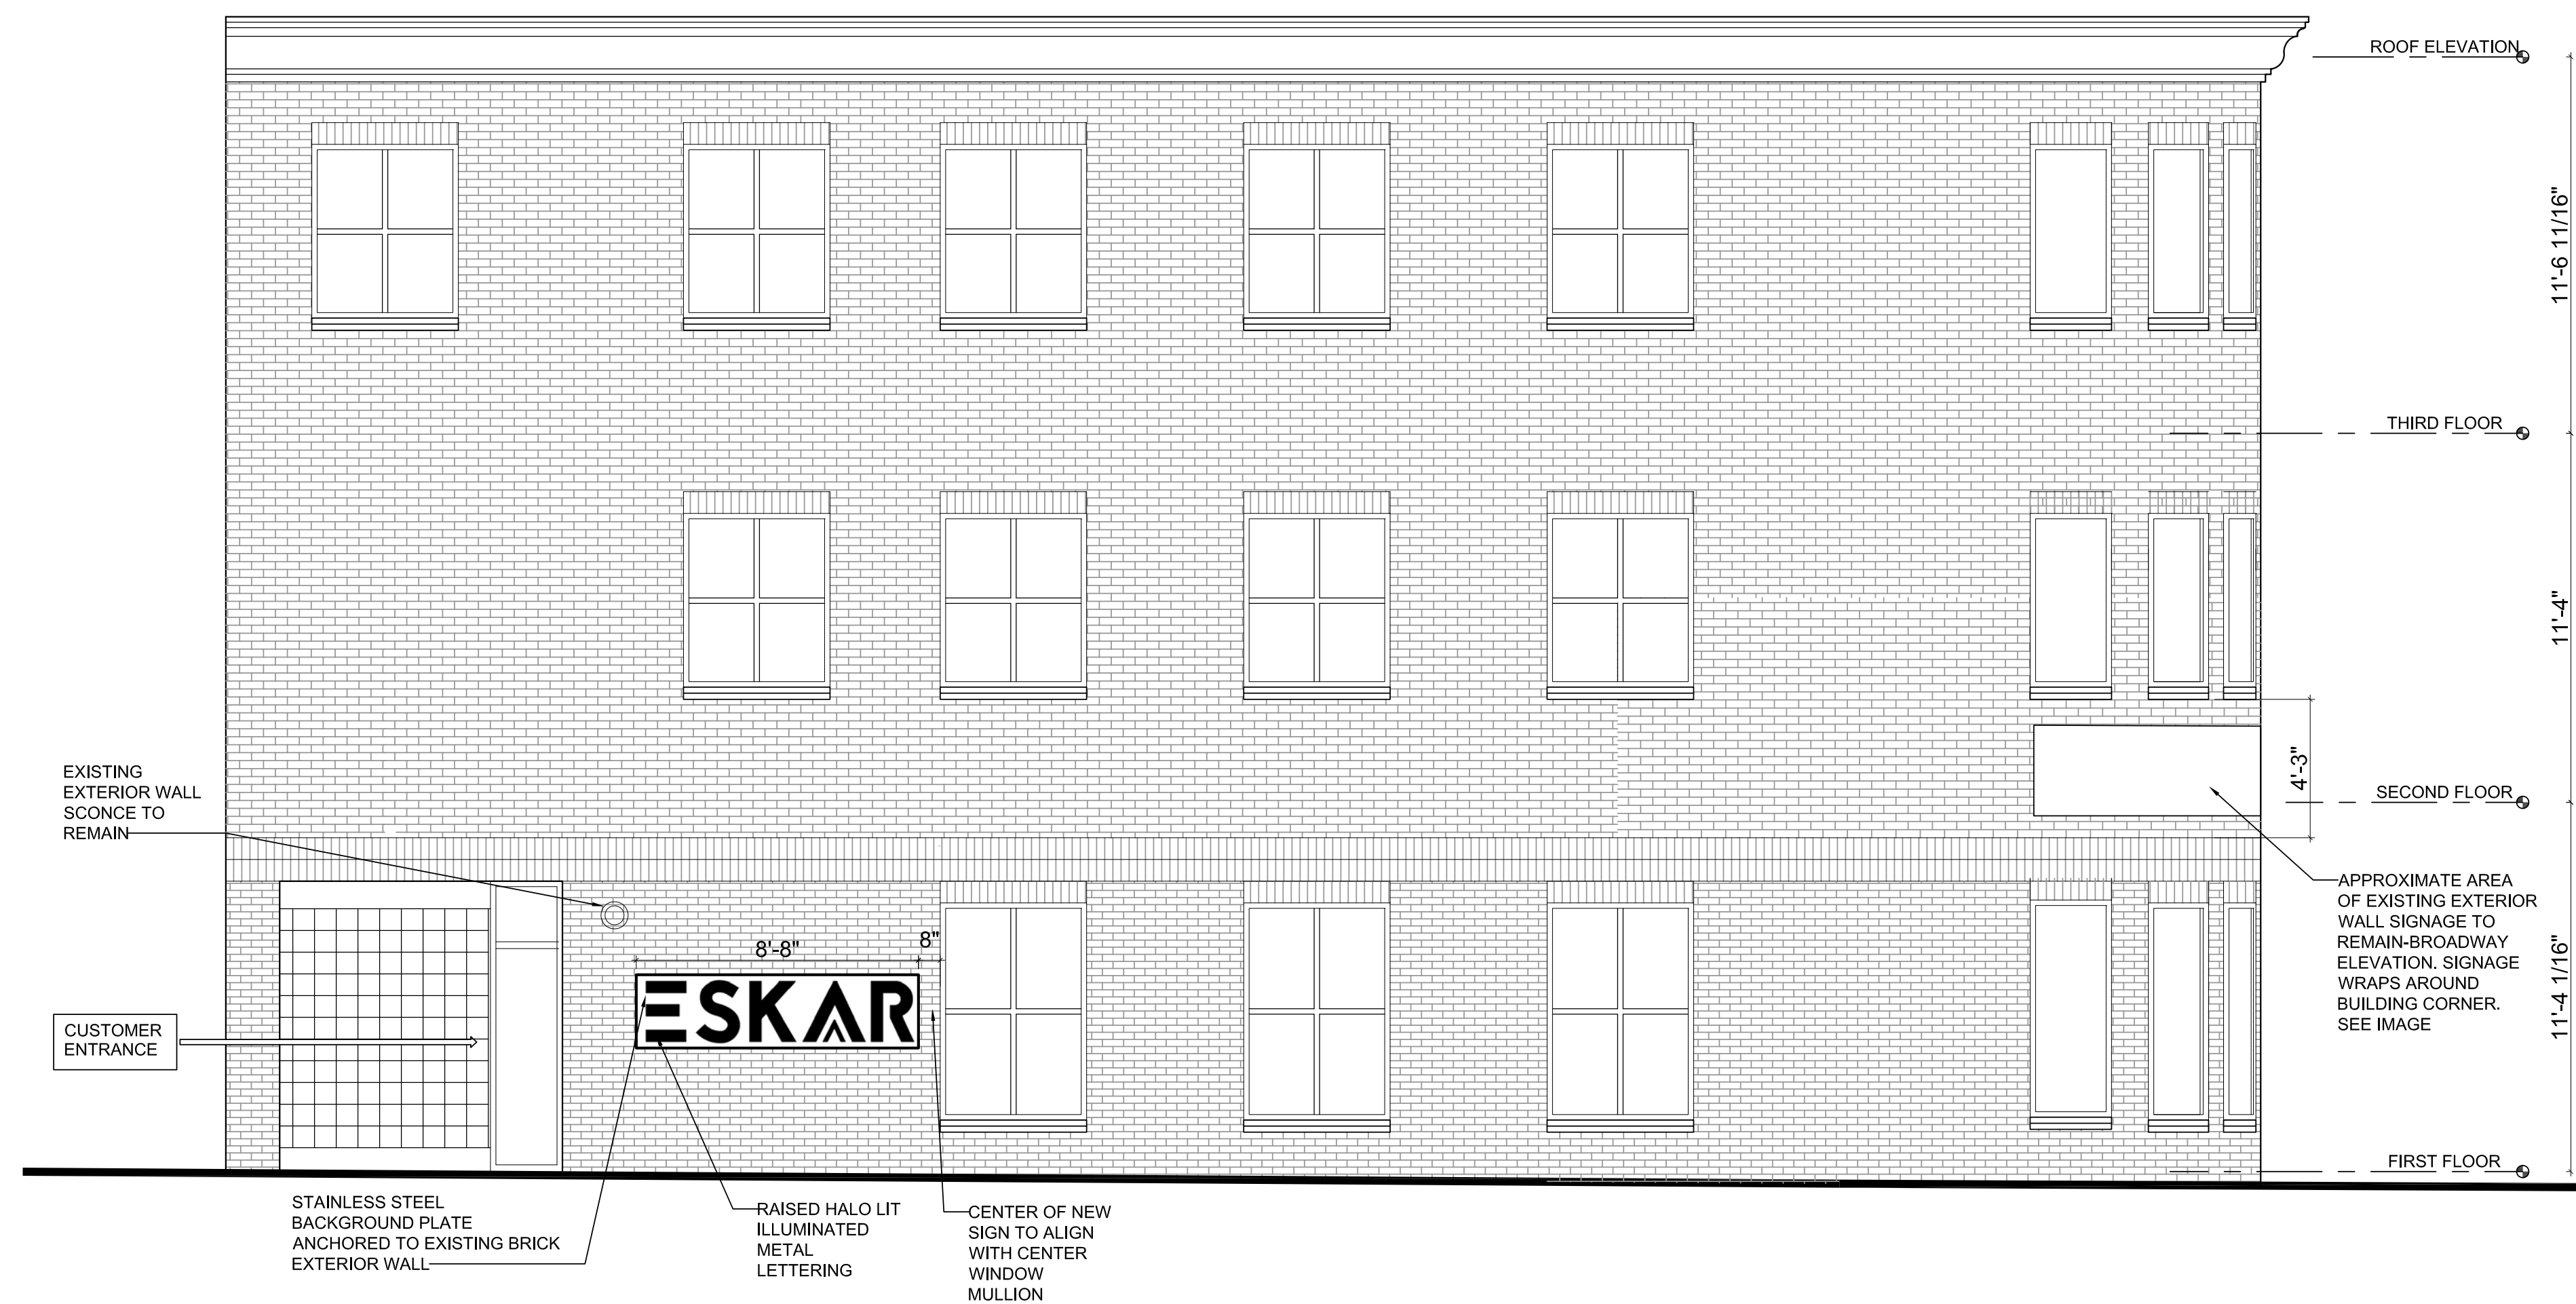 ROOF ELEVATION
11'-6 11/16"
THIRD FLOOR
11'-4"
4'-3"
SECOND FLOOR
EXISTING
EXTERIOR WALL
SCONCE TO
REMAIN
APPROXIMATE AREA
OF EXISTING EXTERIOR
WALL SIGNAGE TO
REMAIN-BROADWAY
ELEVATION. SIGNAGE
WRAPS AROUND
BUILDING CORNER.
SEE IMAGE
11'-4 1/16"
8'-8"
8"
ESKAR
CUSTOMER
ENTRANCE
FIRST FLOOR
STAINLESS STEEL
BACKGROUND PLATE
ANCHORED TO EXISTING BRICK
EXTERIOR WALL
RAISED HALO LIT
ILLUMINATED
METAL
LETTERING
CENTER OF NEW
SIGN TO ALIGN
WITH CENTER
WINDOW
MULLION